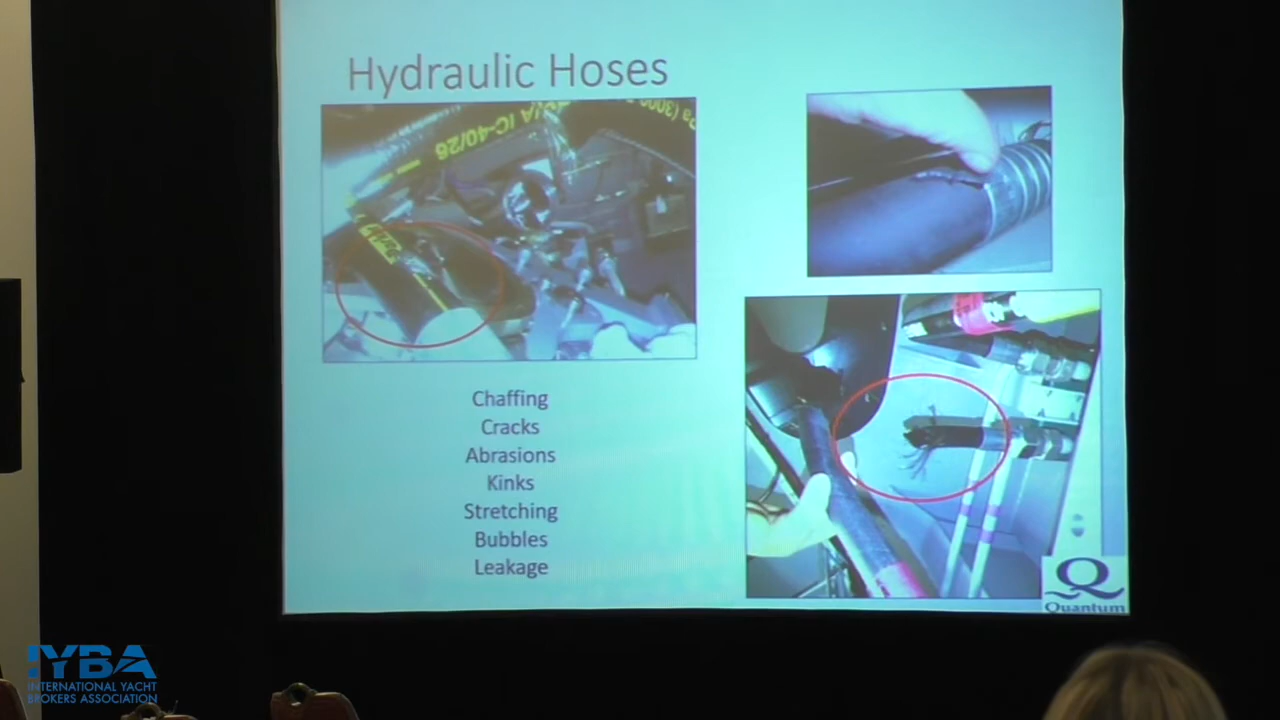 Hydraulic Hoses
Chaffing
Cracks
Abrasions
Kinks
Stretching
Bubbles
Leakage
Q
Quantum
IYBA
INTERNATIONAL YACHT
BROKERS ASSOCIATION